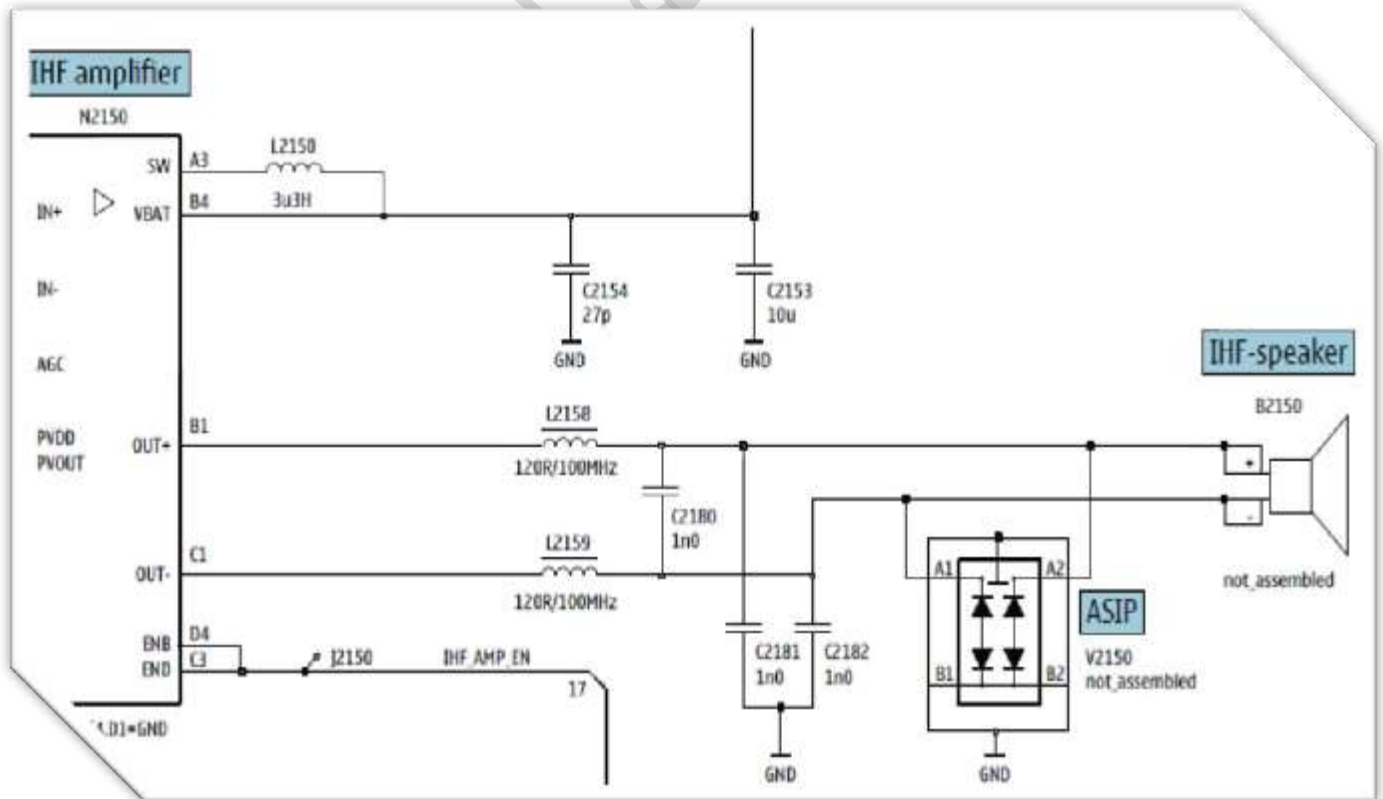 IHF amplifier
N2150
SW
A3
L2150
3u3H
IN+
VBAT
B4
IN-
C2154
27p
GND
C2153
10u
GND
AGC
IHF-speaker
B2150
PVDD
PVOUT
OUT+
B1
L2158
120R/100MHz
+
-
C2180
1n0
OUT-
C1
L2159
120R/100MHz
not_assembled
A1
A2
ASIP
V2150
not_assembled
B1
B2
C2181
1n0
C2182
1n0
ENB
D4
END
C3
J2150
IHF_AMP_EN
17
D1=GND
GND
GND